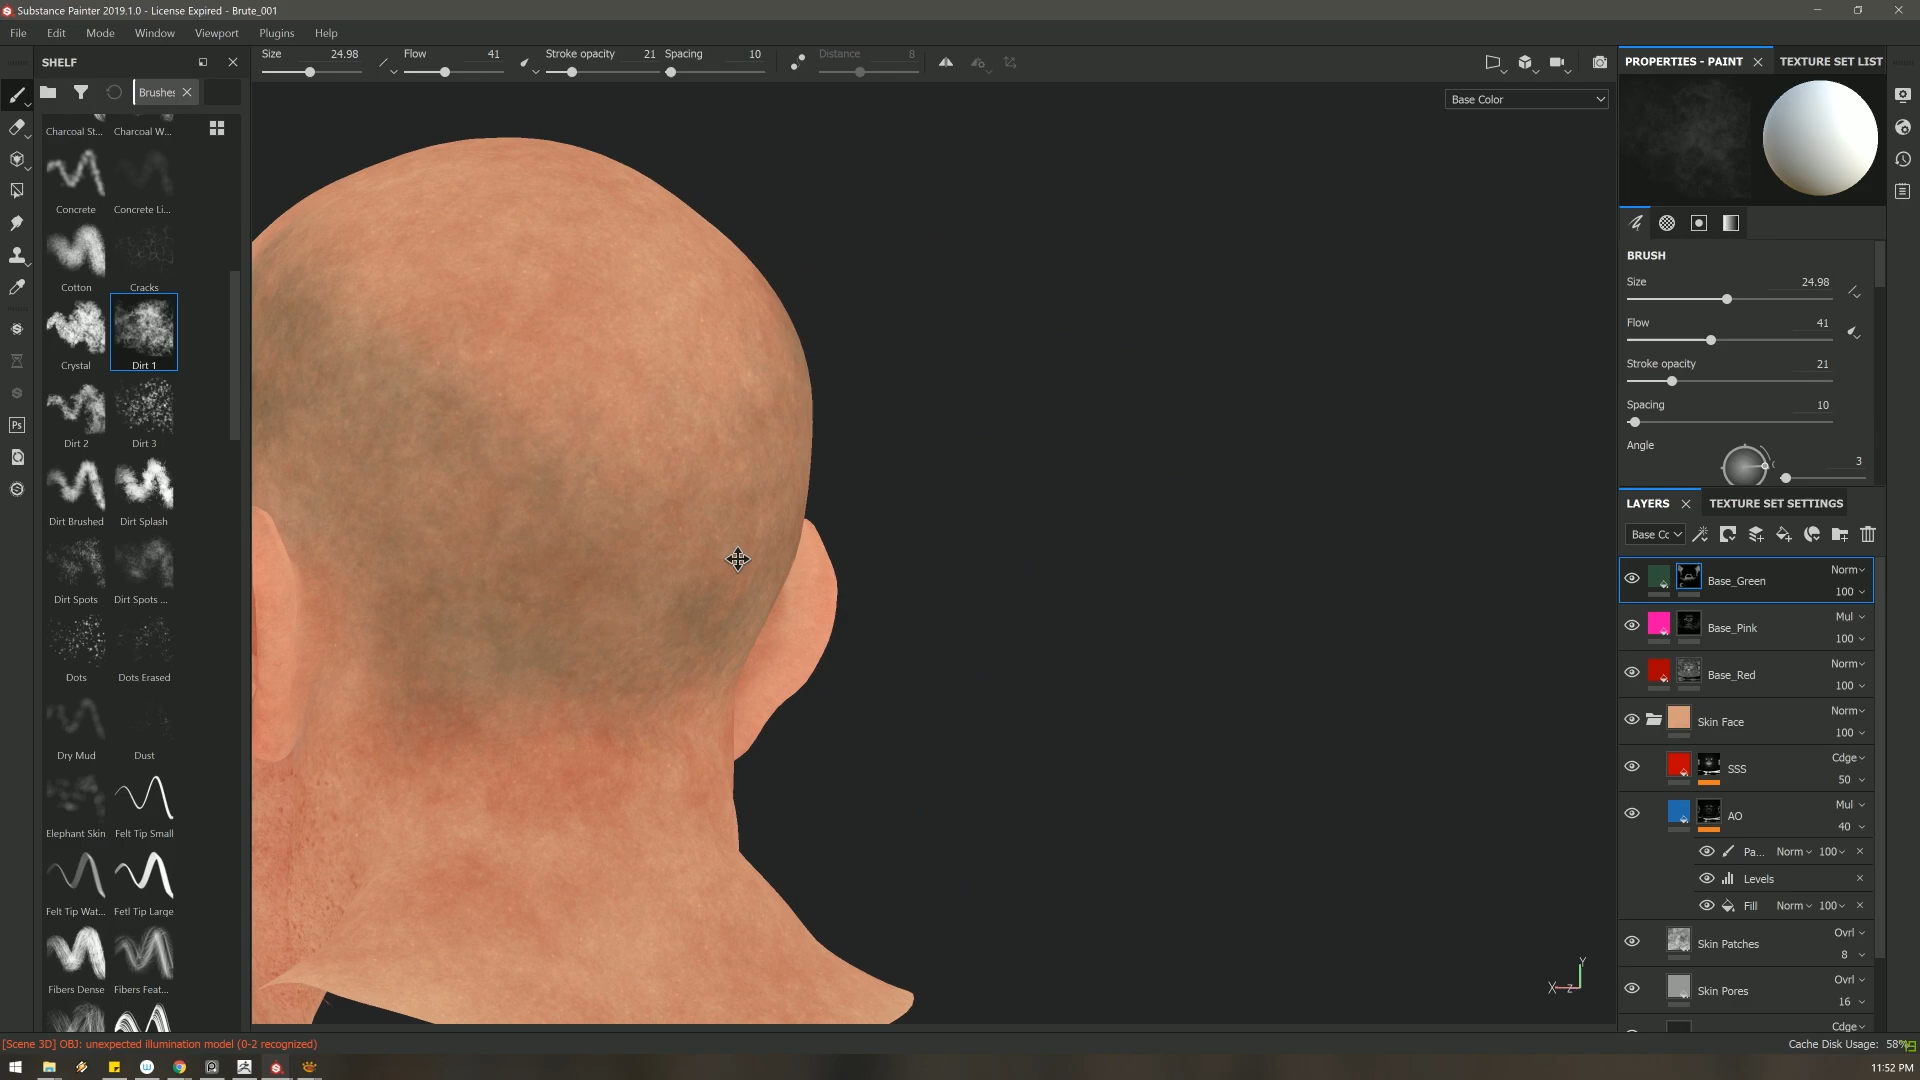 Substance Painter 2019.1.0 - License Expired - Brute_001
File Edit Mode Window Viewport Plugins Help
SHELF
Size 24.98 Flow 41 Stroke opacity 21 Spacing 10 Distance 8
Brushes
Charcoal St... Charcoal W...
Concrete Concrete Li...
Cotton Cracks
Crystal Dirt 1
Dirt 2 Dirt 3
Dirt Brushed Dirt Splash
Dirt Spots Dirt Spots ...
Dots Dots Erased
Dry Mud Dust
Elephant Skin Felt Tip Small
Felt Tip Wat... Fetl Tip Large
Fibers Dense Fibers Feat...
Ps
Base Color
Y
X Z
PROPERTIES - PAINT TEXTURE SET LIST
BRUSH
Size 24.98
Flow 41
Stroke opacity 21
Spacing 10
Angle 3
LAYERS TEXTURE SET SETTINGS
Base Cc
Base_Green Norm 100
Base_Pink Mul 100
Base_Red Norm 100
Skin Face Norm 100
SSS Cdge 50
AO Mul 40
Pa... Norm 100
Levels
Fill Norm 100
Skin Patches Ovrl 8
Skin Pores Ovrl 16
Cdge
[Scene 3D] OBJ: unexpected illumination model (0-2 recognized)
Cache Disk Usage: 58%
11:52 PM